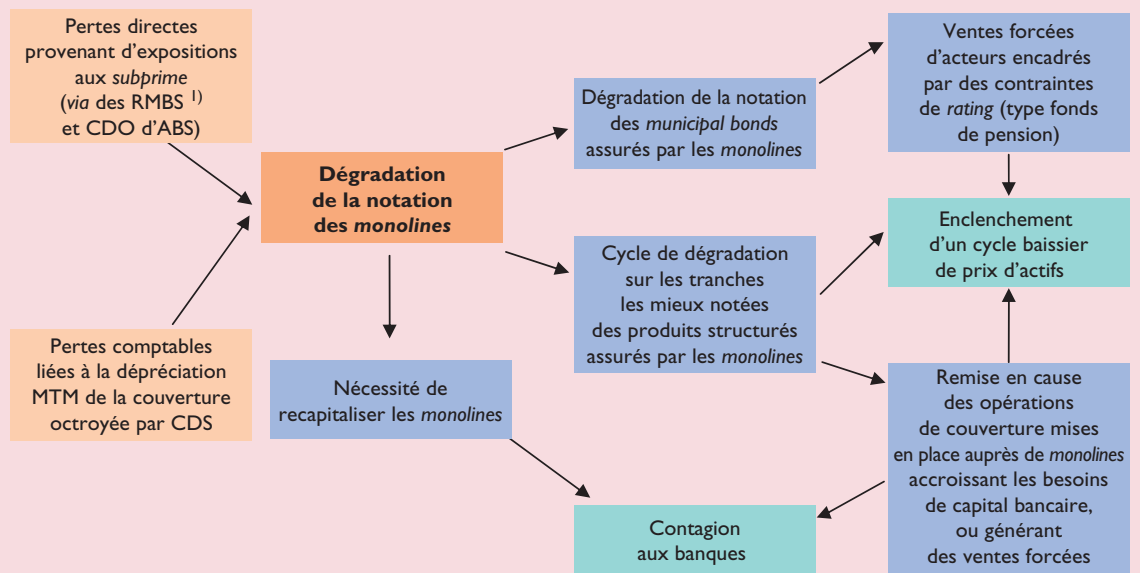 Pertes directes
provenant d'expositions
aux subprime
(via des RMBS 1)
et CDO d'ABS)
Pertes comptables
liées à la dépréciation
MTM de la couverture
octroyée par CDS
Dégradation
de la notation
des monolines
Nécessité de
recapitaliser les monolines
Dégradation de la notation
des municipal bonds
assurés par les monolines
Cycle de dégradation
sur les tranches
les mieux notées
des produits structurés
assurés par les monolines
Contagion
aux banques
Ventes forcées
d'acteurs encadrés
par des contraintes
de rating (type fonds
de pension)
Enclenchement
d'un cycle baissier
de prix d'actifs
Remise en cause
des opérations
de couverture mises
en place auprès de monolines
accroissant les besoins
de capital bancaire,
ou générant
des ventes forcées